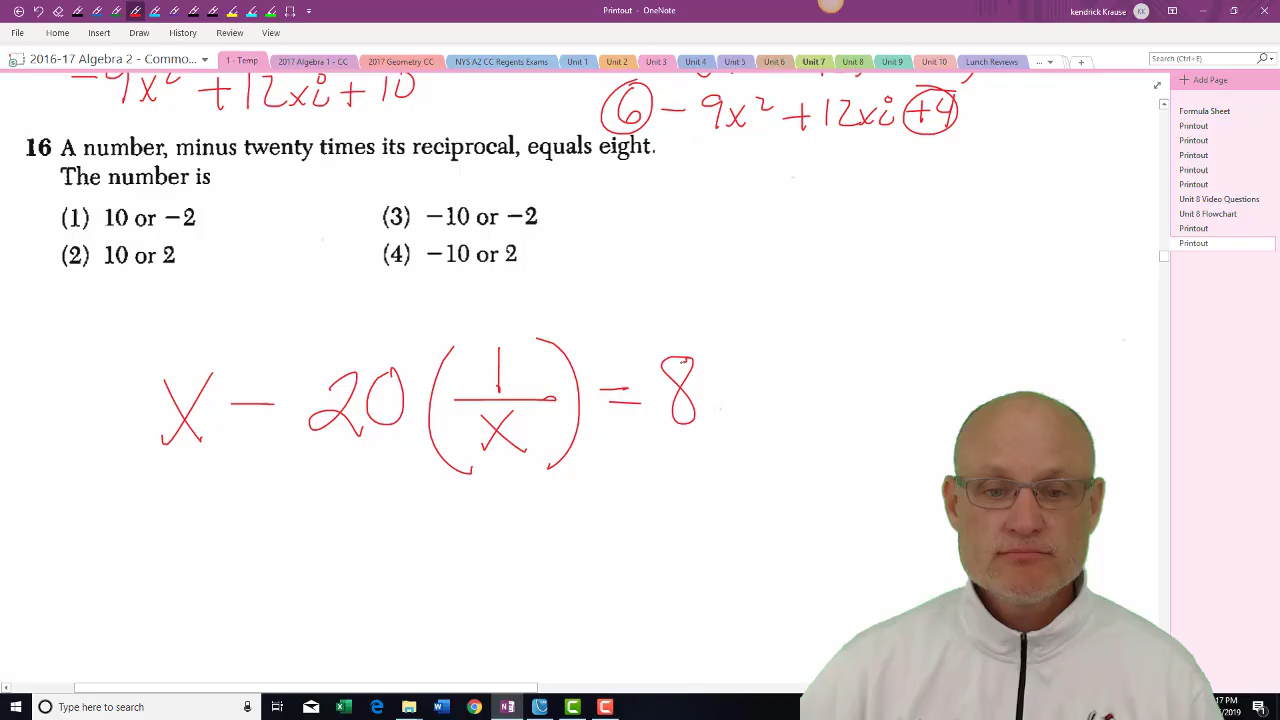 Printout - OneNote
kendrick Krause
KK
File Home Insert Draw History Review View
2016-17 Algebra 2 - Commo...
1 - Temp 2017 Algebra 1 - CC 2017 Geometry CC NYS A2 CC Regents Exams Unit 1 Unit 2 Unit 3 Unit 4 Unit 5 Unit 6 Unit 7 Unit 8 Unit 9 Unit 10 Lunch Reviews ...
Search (Ctrl+E)
Add Page
Formula Sheet
Printout
Printout
Printout
Printout
Printout
Unit 8 Video Questions
Unit 8 Flowchart
Printout
Printout
- 9x² + 12xi + 10
6 - 9x² + 12xi + 4
16 A number, minus twenty times its reciprocal, equals eight.
The number is
(1) 10 or −2
(3) −10 or −2
(2) 10 or 2
(4) −10 or 2
x - 20 (1/x) = 8
Type here to search